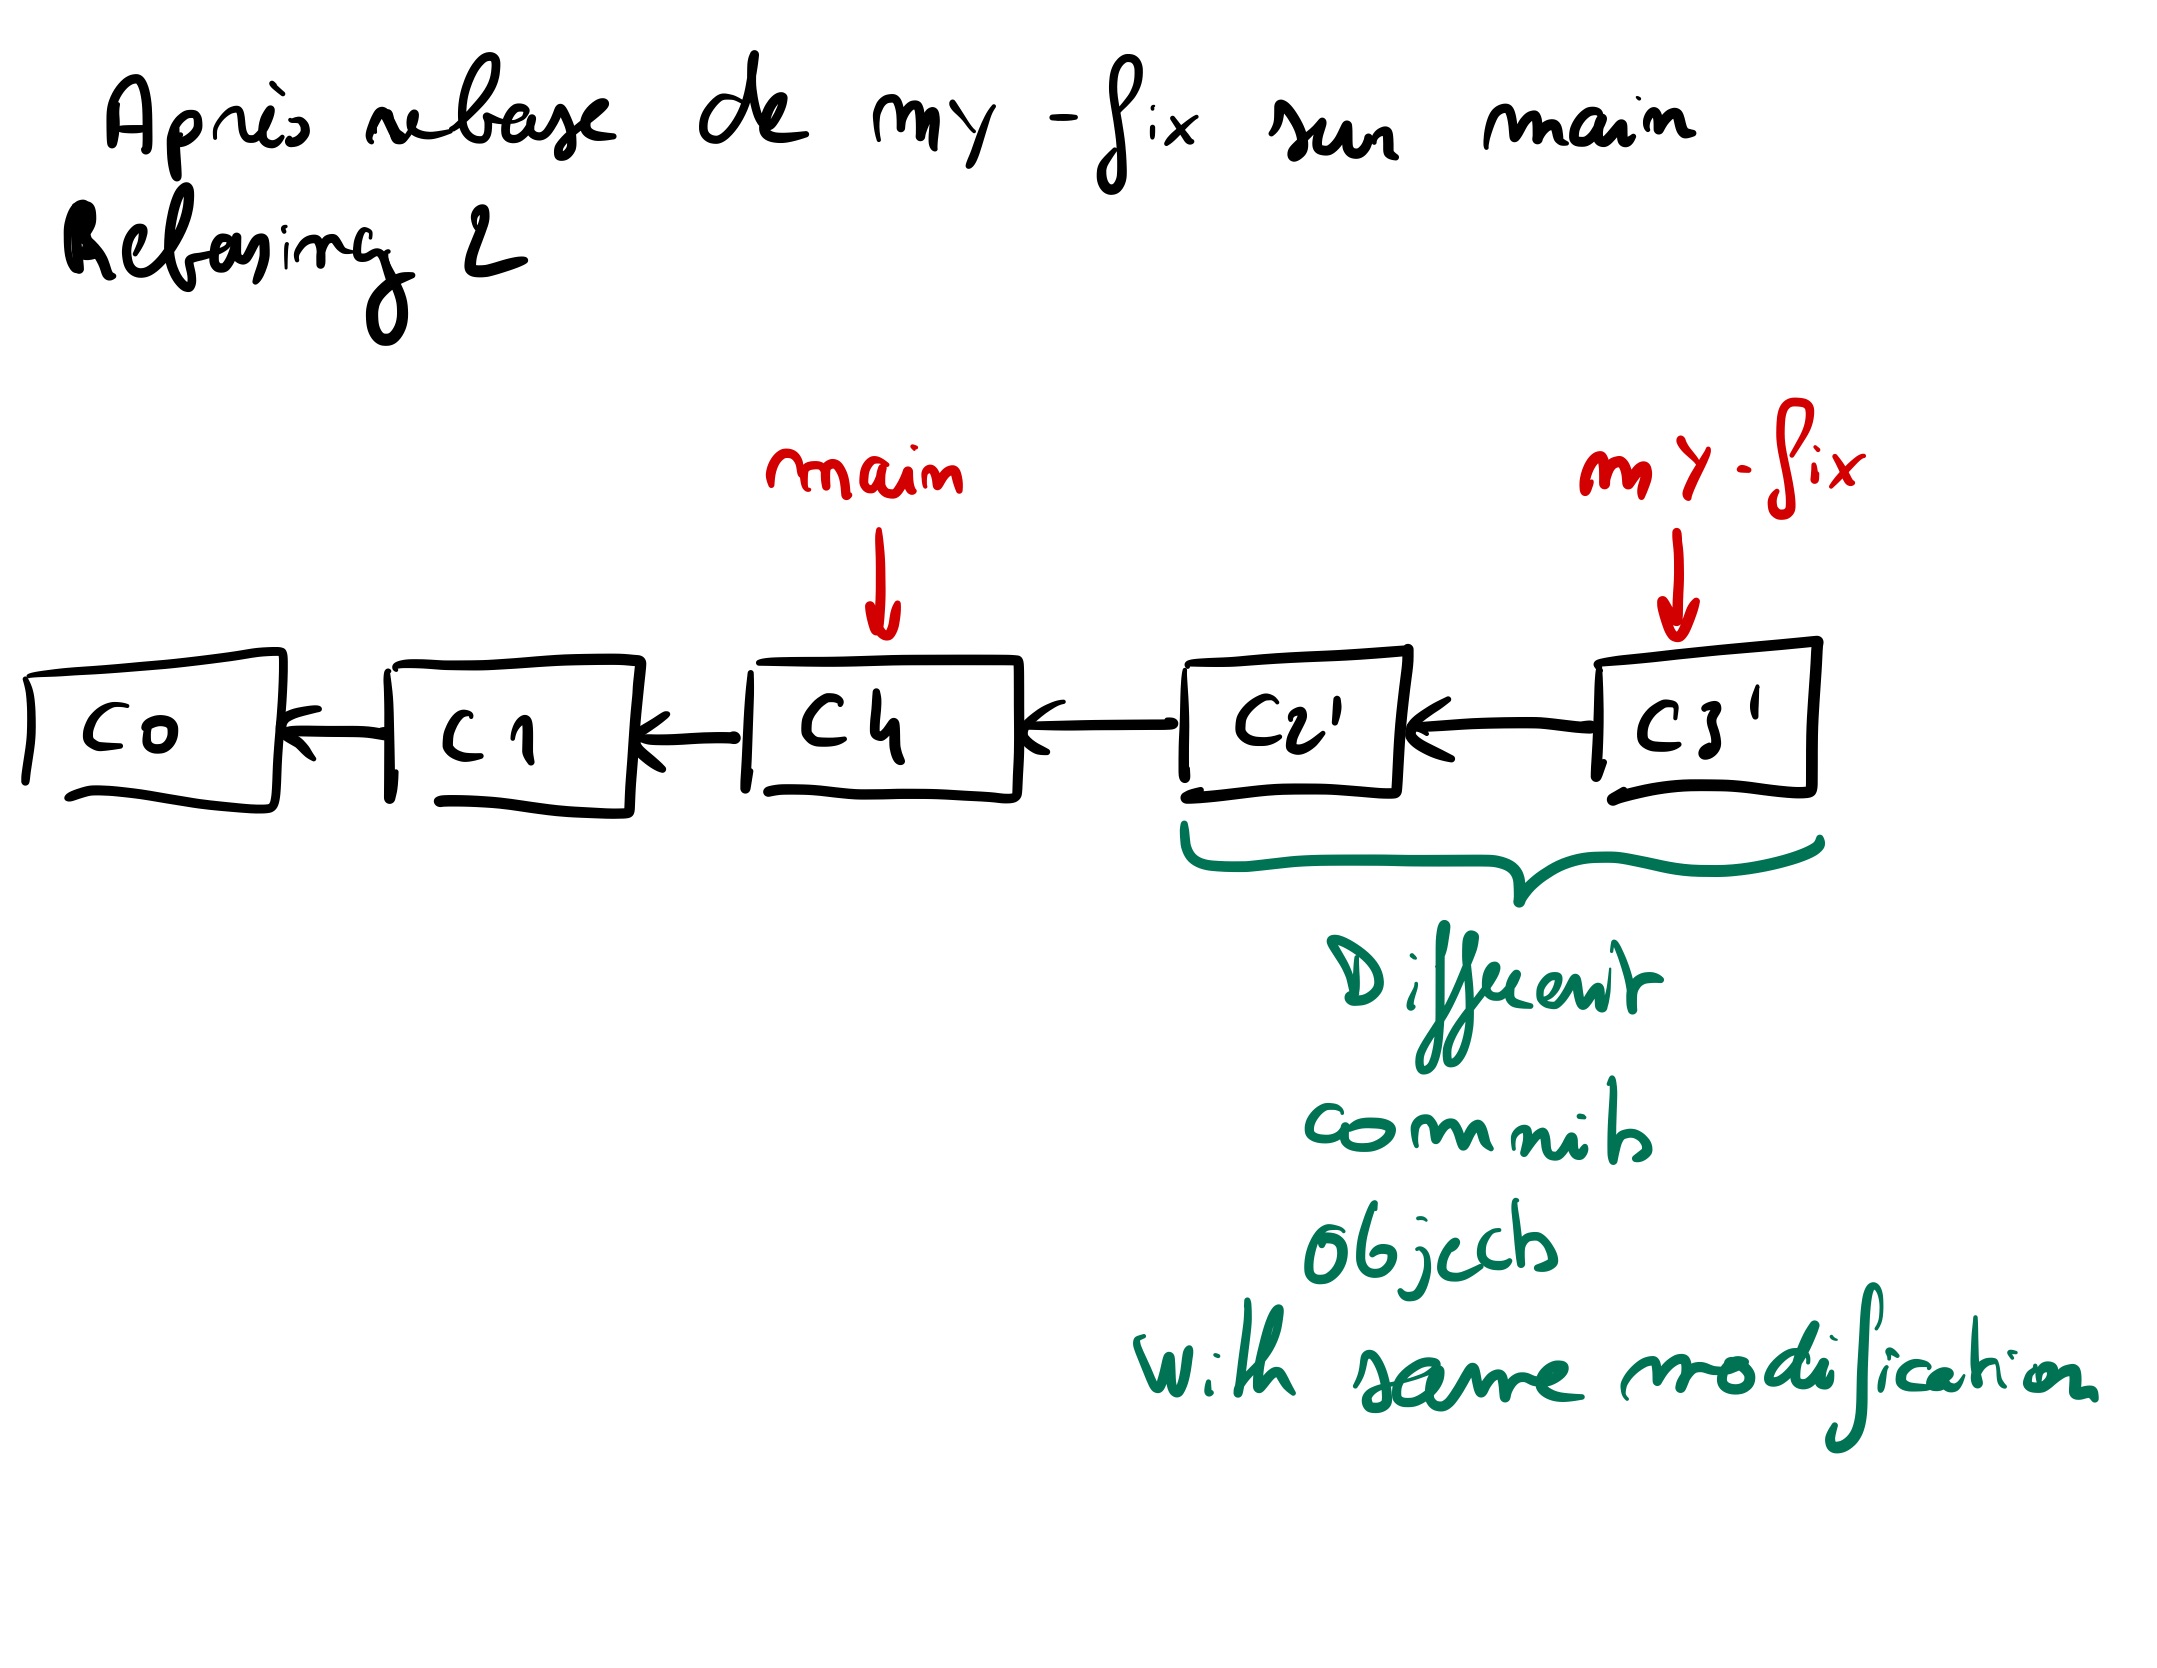 Après rebase de my-fix sur main
Rebasing 2
main
my-fix
C0
C1
C4
C2'
C3'
Different
commits
objects
with same modification